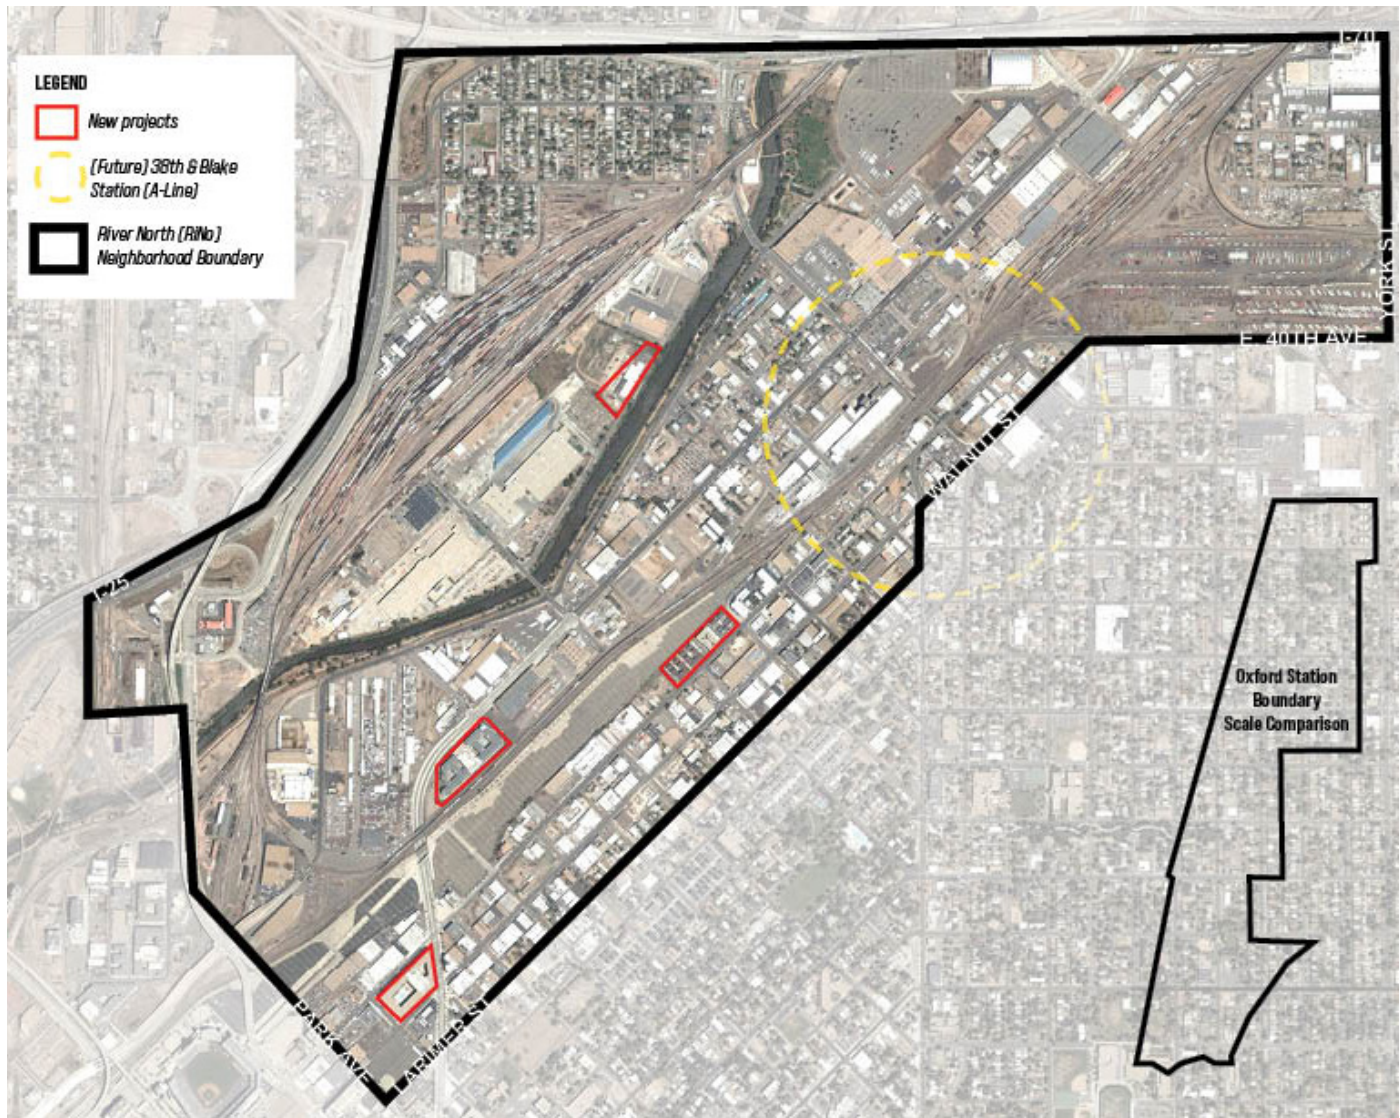 LEGEND
New projects
(Future) 38th & Blake
Station (A-Line)
River North (RiNo)
Neighborhood Boundary
I-70
YORK ST
E 40TH AVE
WALNUT ST
I-25
Oxford Station
Boundary
Scale Comparison
PARK AVE
LARIMER ST